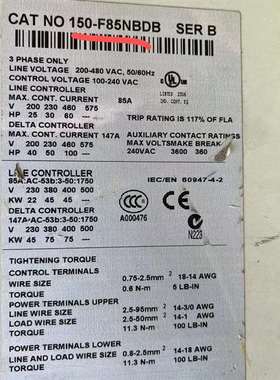 CAT NO 150-F85NBDB SER B
3 PHASE ONLY
LINE VOLTAGE 200-480 VAC, 50/60Hz
CONTROL VOLTAGE 100-240 VAC
LINE CONTROLLER
MAX. CONT. CURRENT 85A
V 200 230 460 575
HP 25 30 60 ---
DELTA CONTROLLER
MAX. CONT. CURRENT 147A
V 200 230 460 575
HP 40 50 100 ---
UL
LISTED
IND. CONT. EQ.
TRIP RATING IS 117% OF FLA
AUXILIARY CONTACT RATINGS
MAX VOLTS MAKE BREAK
240VAC 3600 360
LINE CONTROLLER
85A:AC-53b:3-50:1750
V 230 380 400 500
KW 22 45 45 ---
DELTA CONTROLLER
147A-AC-53b:3-50:1750
V 230 380 400 500
KW 45 75 75 ---
IEC/EN 60947-4-2
CCC
A000476
N223
TIGHTENING TORQUE
CONTROL TERMINALS
WIRE SIZE 0.75-2.5mm² 18-14 AWG
TORQUE 0.6 N-m 5 LB-IN
POWER TERMINALS UPPER
LINE WIRE SIZE 2.5-95mm² 14-3/0 AWG
LOAD WIRE SIZE 2.5-50mm² 14-1 AWG
TORQUE 11.3 N-m 100 LB-IN
POWER TERMINALS LOWER
LINE AND LOAD WIRE SIZE 0.8-2.5mm² 14-18 AWG
TORQUE 11.3 N-m 100 LB-IN